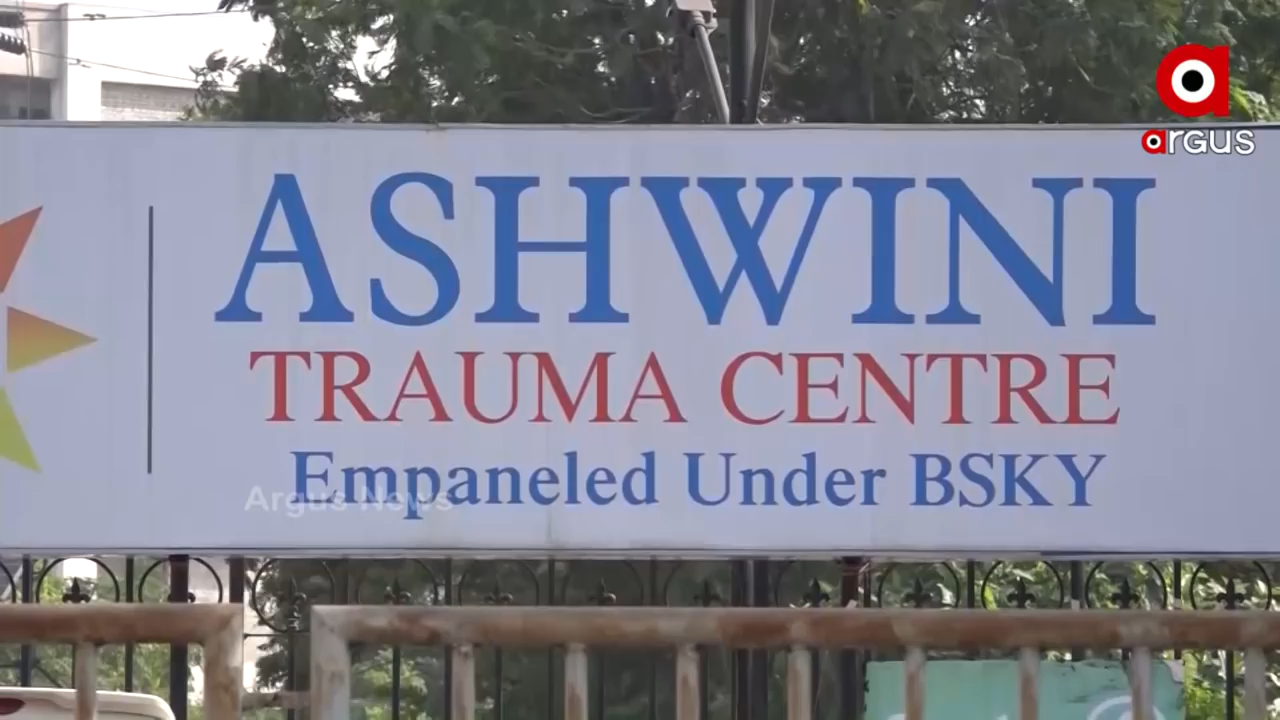 argus
ASHWINI
TRAUMA CENTRE
Empaneled Under BSKY
Argus News